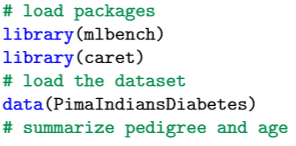 # load packages
library(mlbench)
library(caret)
# load the dataset
data(PimaIndiansDiabetes)
# summarize pedigree and age